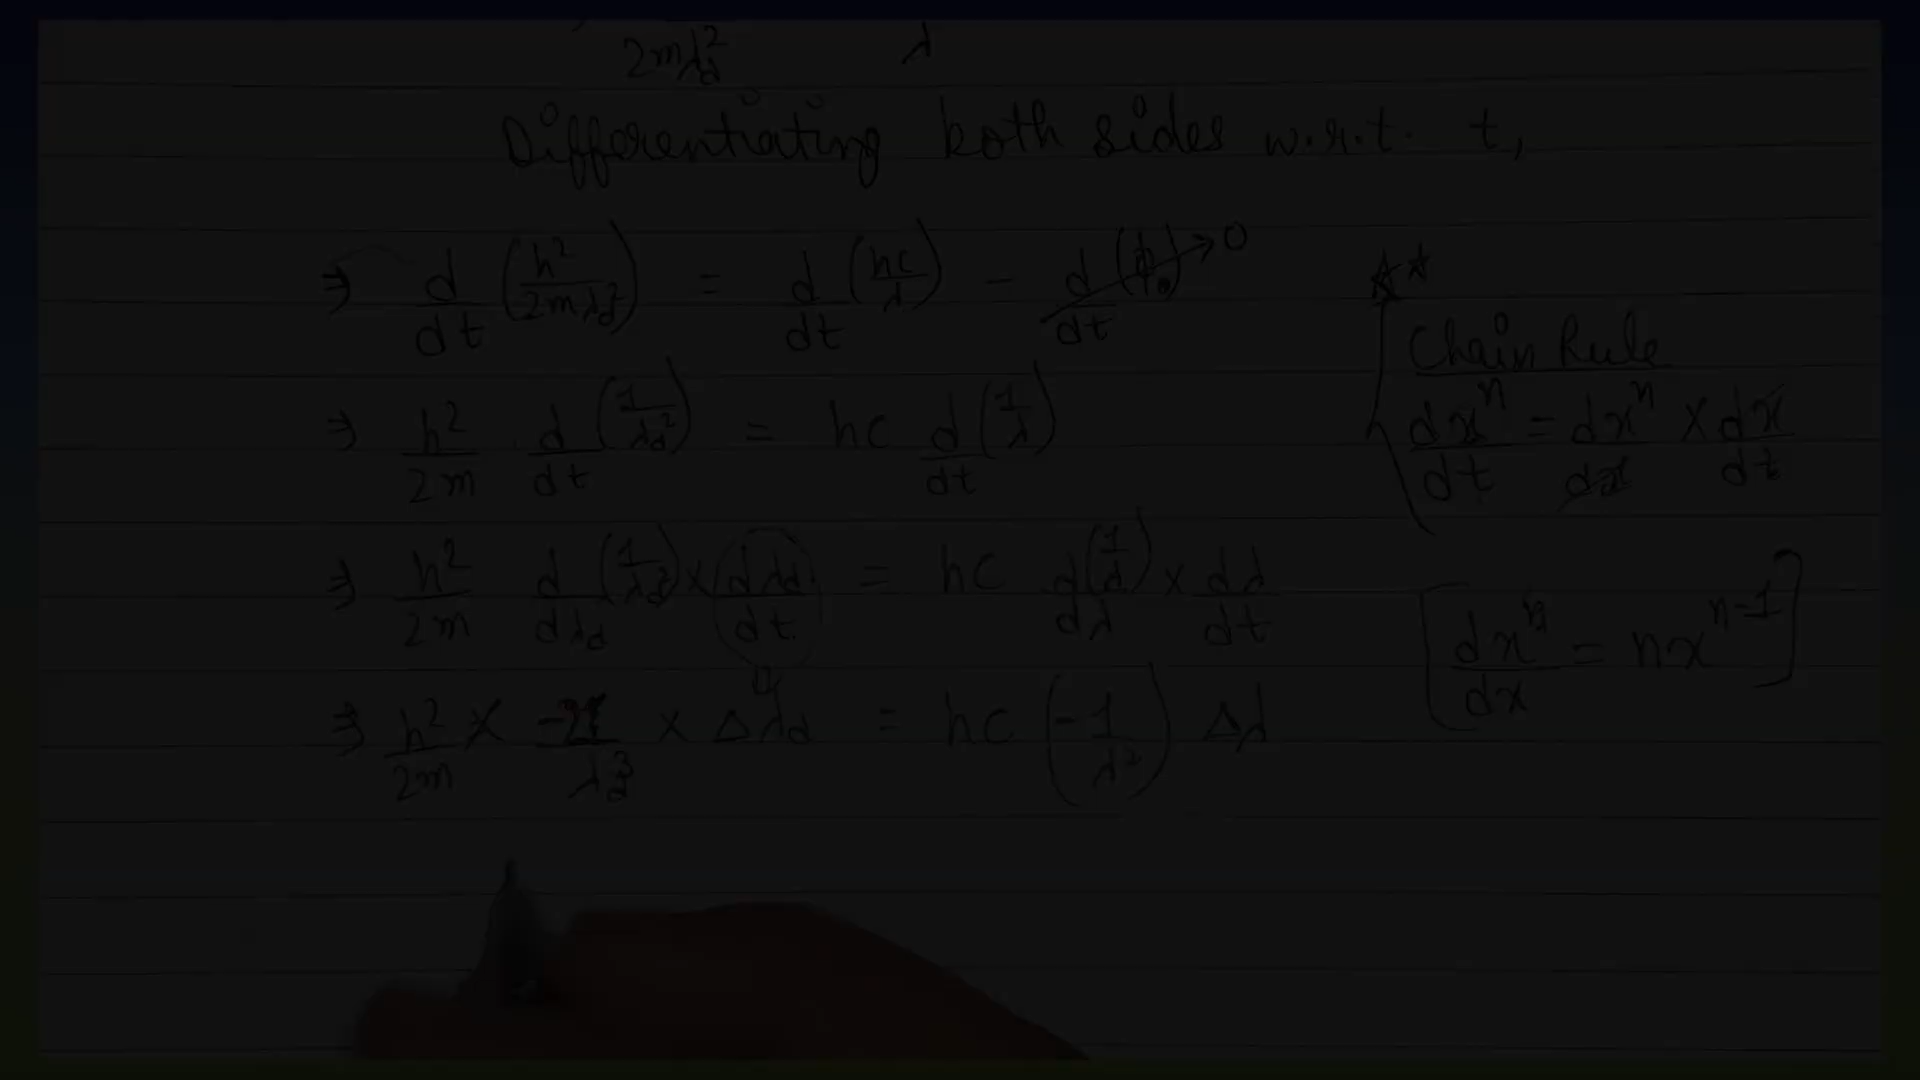 2mλd² λ
Differentiating both sides w.r.t. t,
⇒ d/dt (h²/2mλd²) = d/dt (hc/λ) − d/dt (ϕ₀) → 0
⇒ h²/2m d/dt (1/λd²) = hc d/dt (1/λ)
⇒ h²/2m d/dλd (1/λd²) × dλd/dt = hc d/dλ (1/λ) × dλ/dt
⇒ h²/2m × -2/λd³ × Δλd = hc (-1/λ²) Δλ
★★
Chain Rule
dxⁿ/dt = dxⁿ/dx × dx/dt
[dxⁿ/dx = nxⁿ⁻¹]